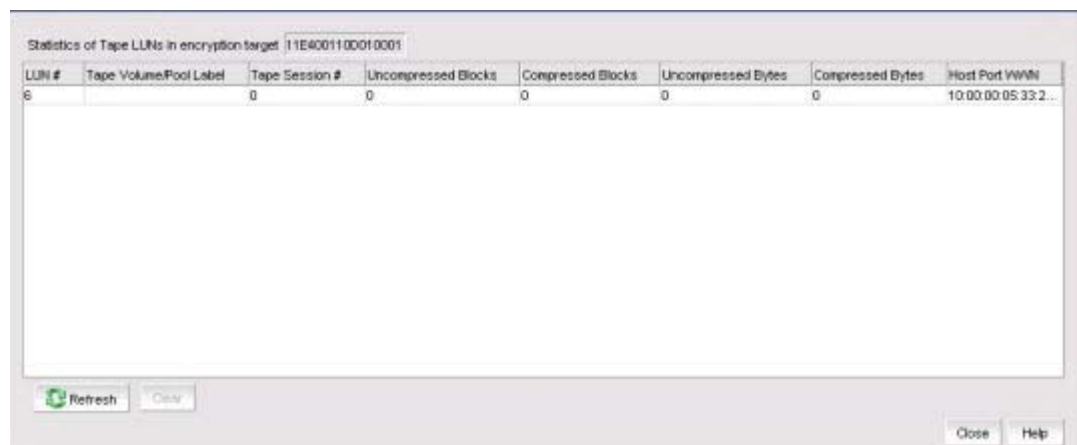 Statistics of Tape LUNs in encryption target 11E400110D010001
LUN # Tape Volume/Pool Label Tape Session # Uncompressed Blocks Compressed Blocks Uncompressed Bytes Compressed Bytes Host Port WWN
6 0 0 0 0 0 10:00:00:05:33:2...
Refresh Clear
Close Help